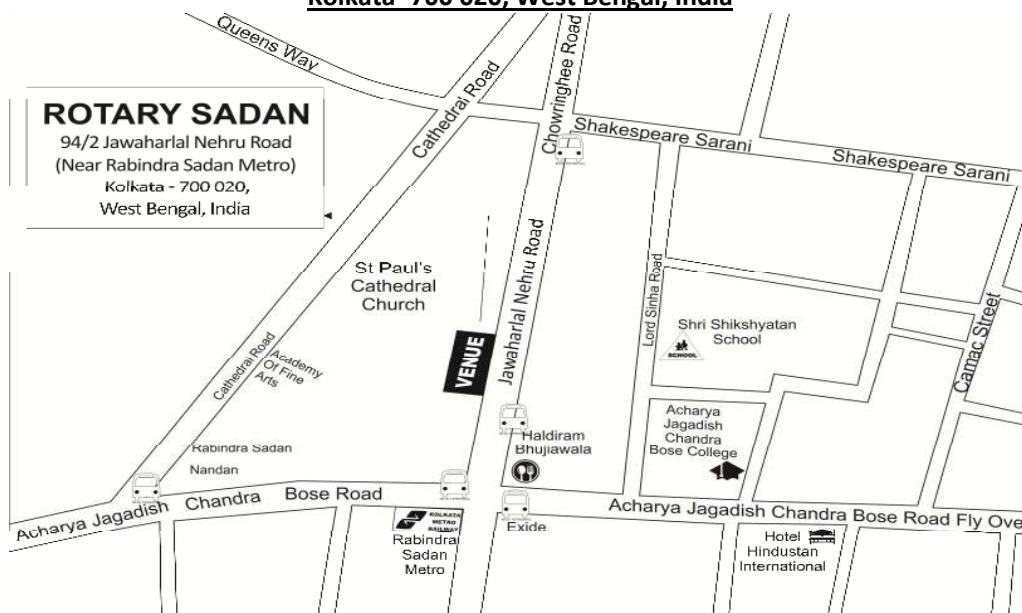 Kolkata- 700 020, West Bengal, India
Queens Way
Cathedral Road
Chowringhee Road
ROTARY SADAN
94/2 Jawaharlal Nehru Road
(Near Rabindra Sadan Metro)
Kolkata - 700 020,
West Bengal, India
Shakespeare Sarani
Shakespeare Sarani
St Paul's
Cathedral
Church
Jawaharlal Nehru Road
Lord Sinha Road
Shri Shikshyatan
School
SCHOOL
Camac Street
VENUE
Cathedral Road
Academy
Of Fine
Arts
Acharya
Jagadish
Chandra
Bose College
Haldiram
Bhujiawala
Rabindra Sadan
Nandan
Acharya Jagadish Chandra Bose Road
Acharya Jagadish Chandra Bose Road Fly Ove
KOLKATA
METRO
RAILWAY
Rabindra
Sadan
Metro
Exide
Hotel
Hindustan
International